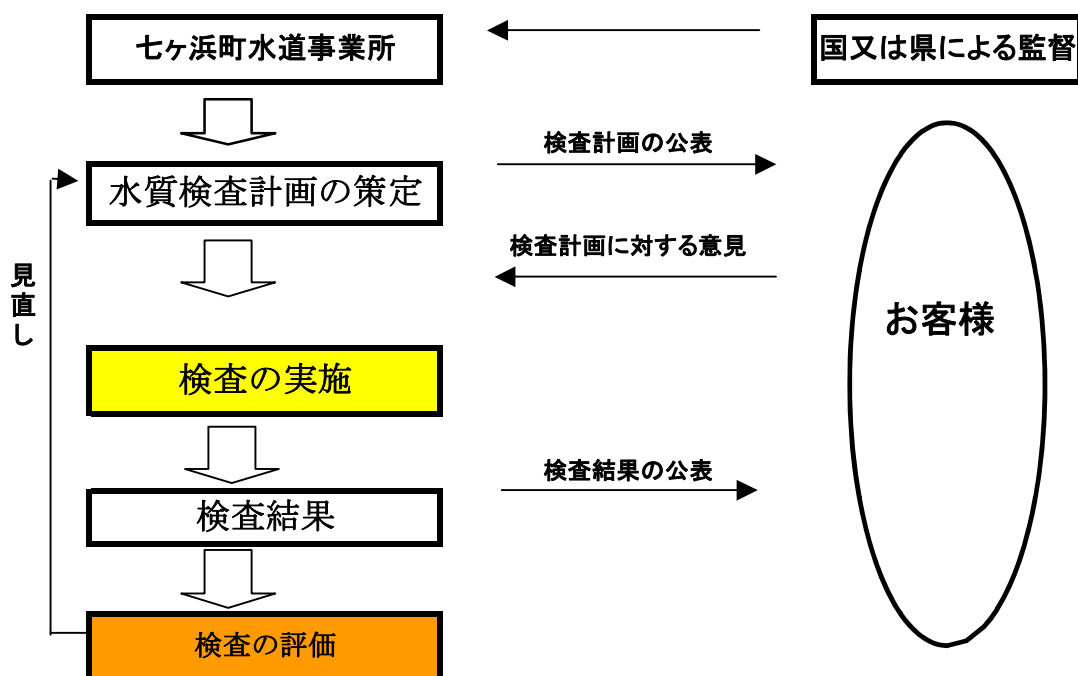 七ヶ浜町水道事業所
国又は県による監督
検査計画の公表
水質検査計画の策定
検査計画に対する意見
見直し
お客様
検査の実施
検査結果の公表
検査結果
検査の評価